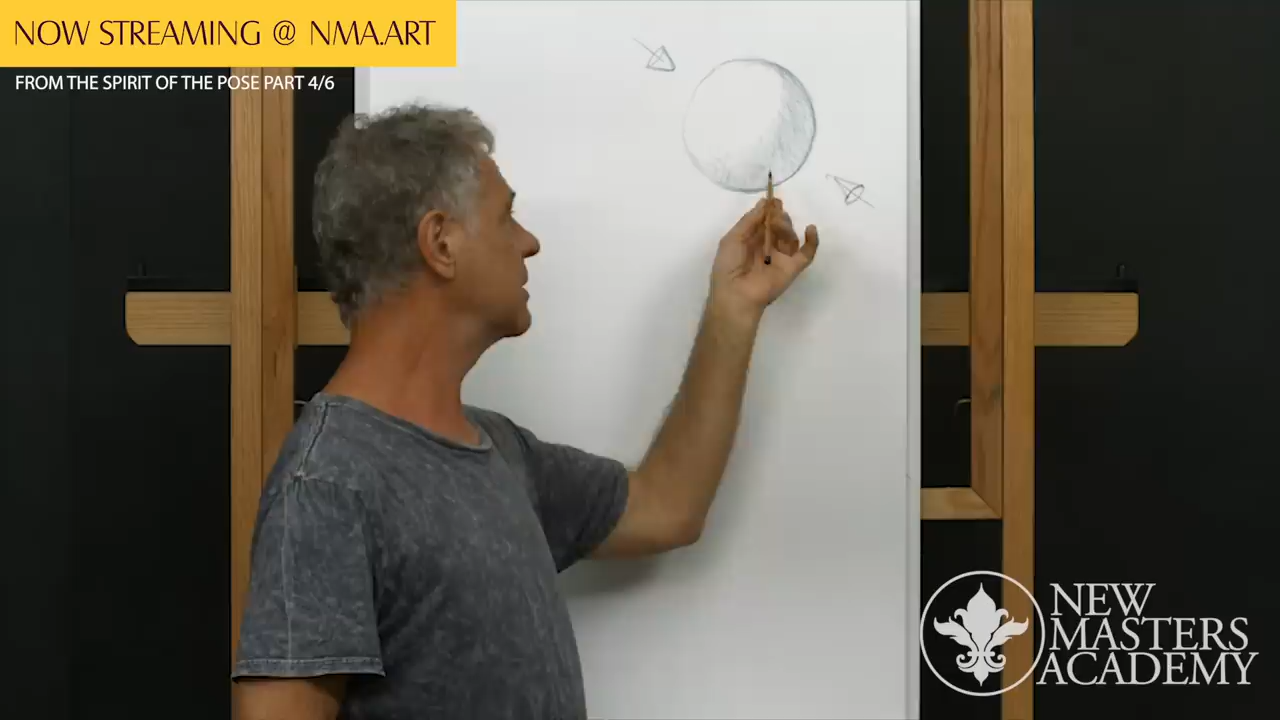 NOW STREAMING @ NMA.ART
FROM THE SPIRIT OF THE POSE PART 4/6
NEW
MASTERS
ACADEMY